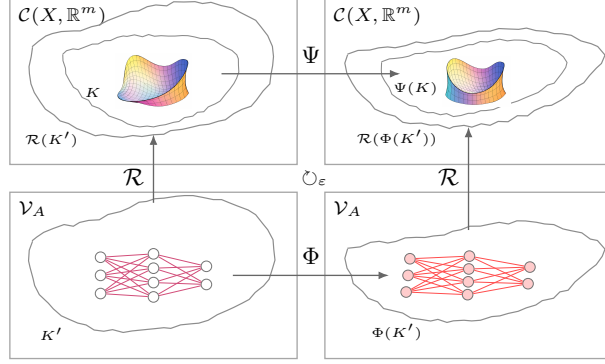 𝒞(X, ℝ^m)
𝒞(X, ℝ^m)
Ψ
K
Ψ(K)
ℛ(K′)
ℛ(Φ(K′))
ℛ
↻_ε
ℛ
𝒱_A
𝒱_A
Φ
K′
Φ(K′)